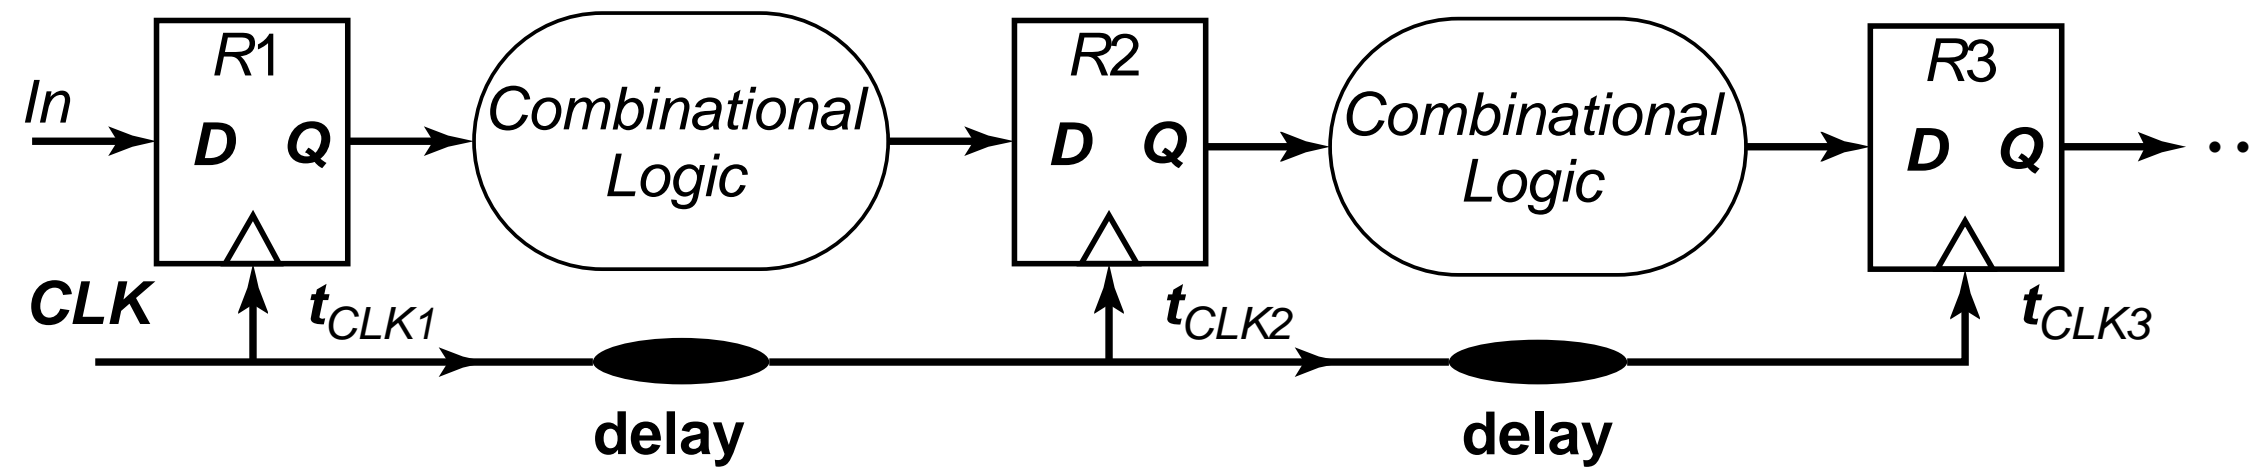 R1
R2
R3
In
Combinational
Logic
Combinational
Logic
D Q
D Q
D Q
• •
CLK
tCLK1
tCLK2
tCLK3
delay
delay